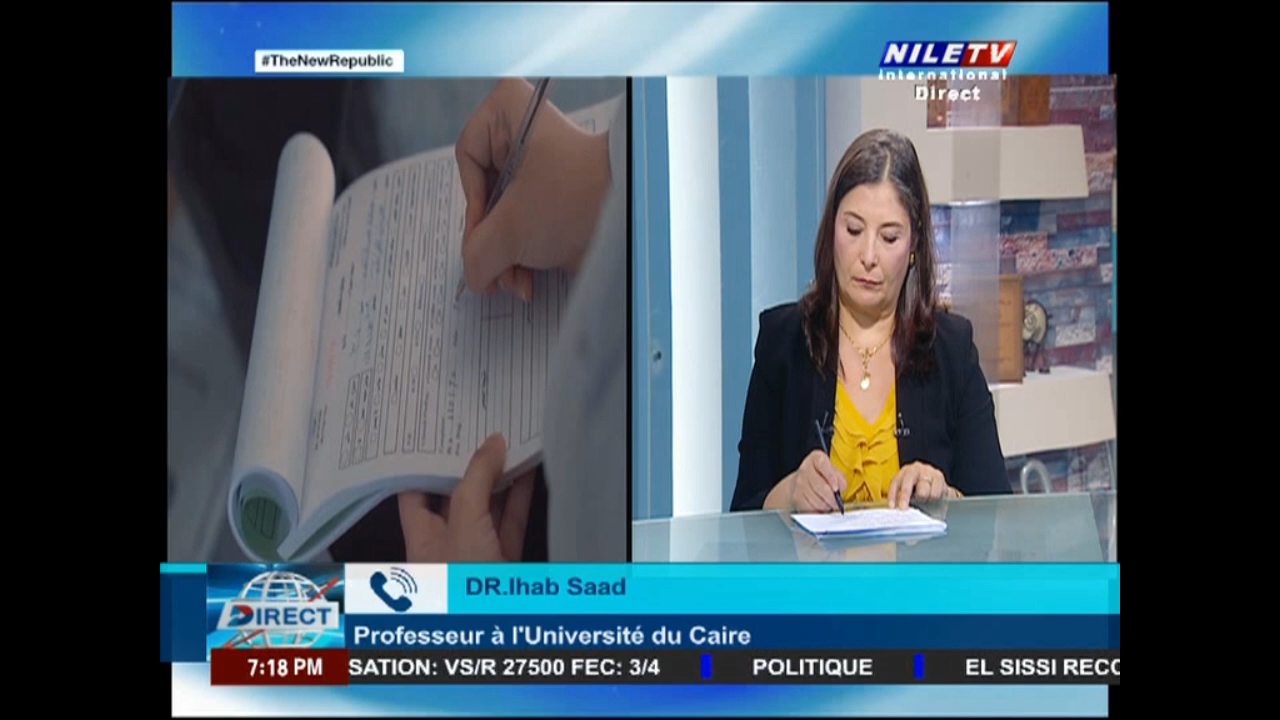 #TheNewRepublic
NILETV
International
Direct
DR.Ihab Saad
DIRECT
Professeur à l'Université du Caire
7:18 PM SATION: VS/R 27500 FEC: 3/4 POLITIQUE EL SISSI RECC